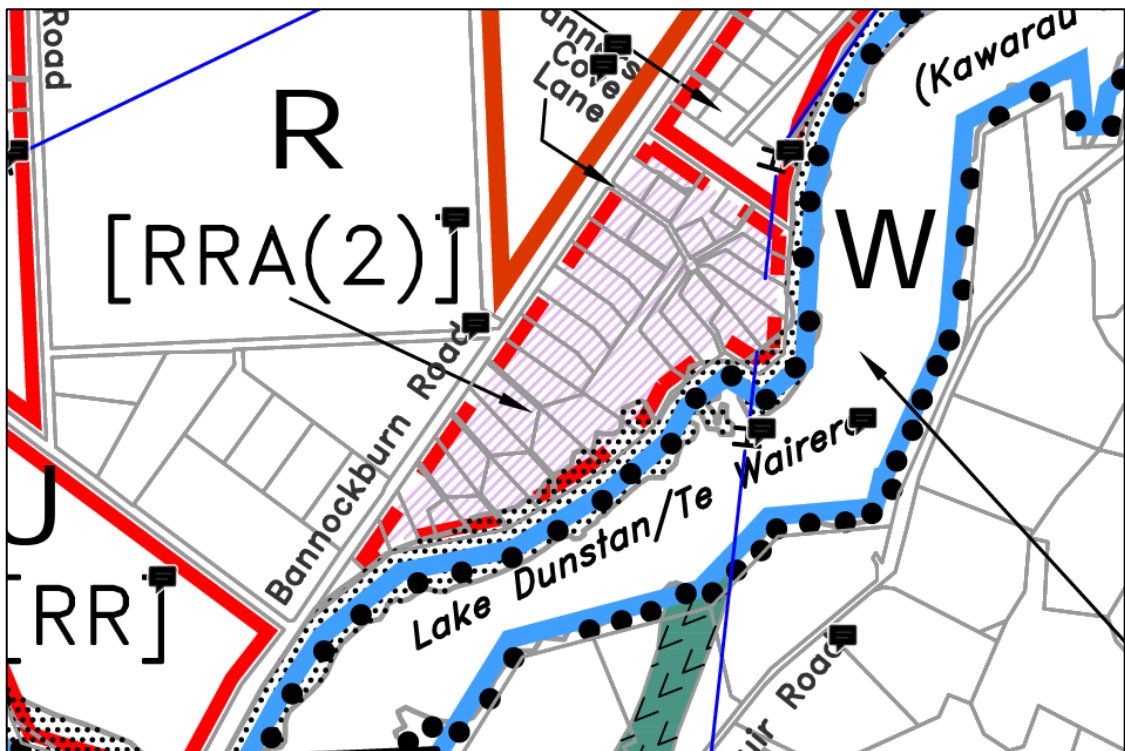 Road
Cove
Lane
(Kawarau
R
[RRA(2)]
W
H
Bannockburn Road
H
Lake Dunstan/Te Wairere
[RR]
Road